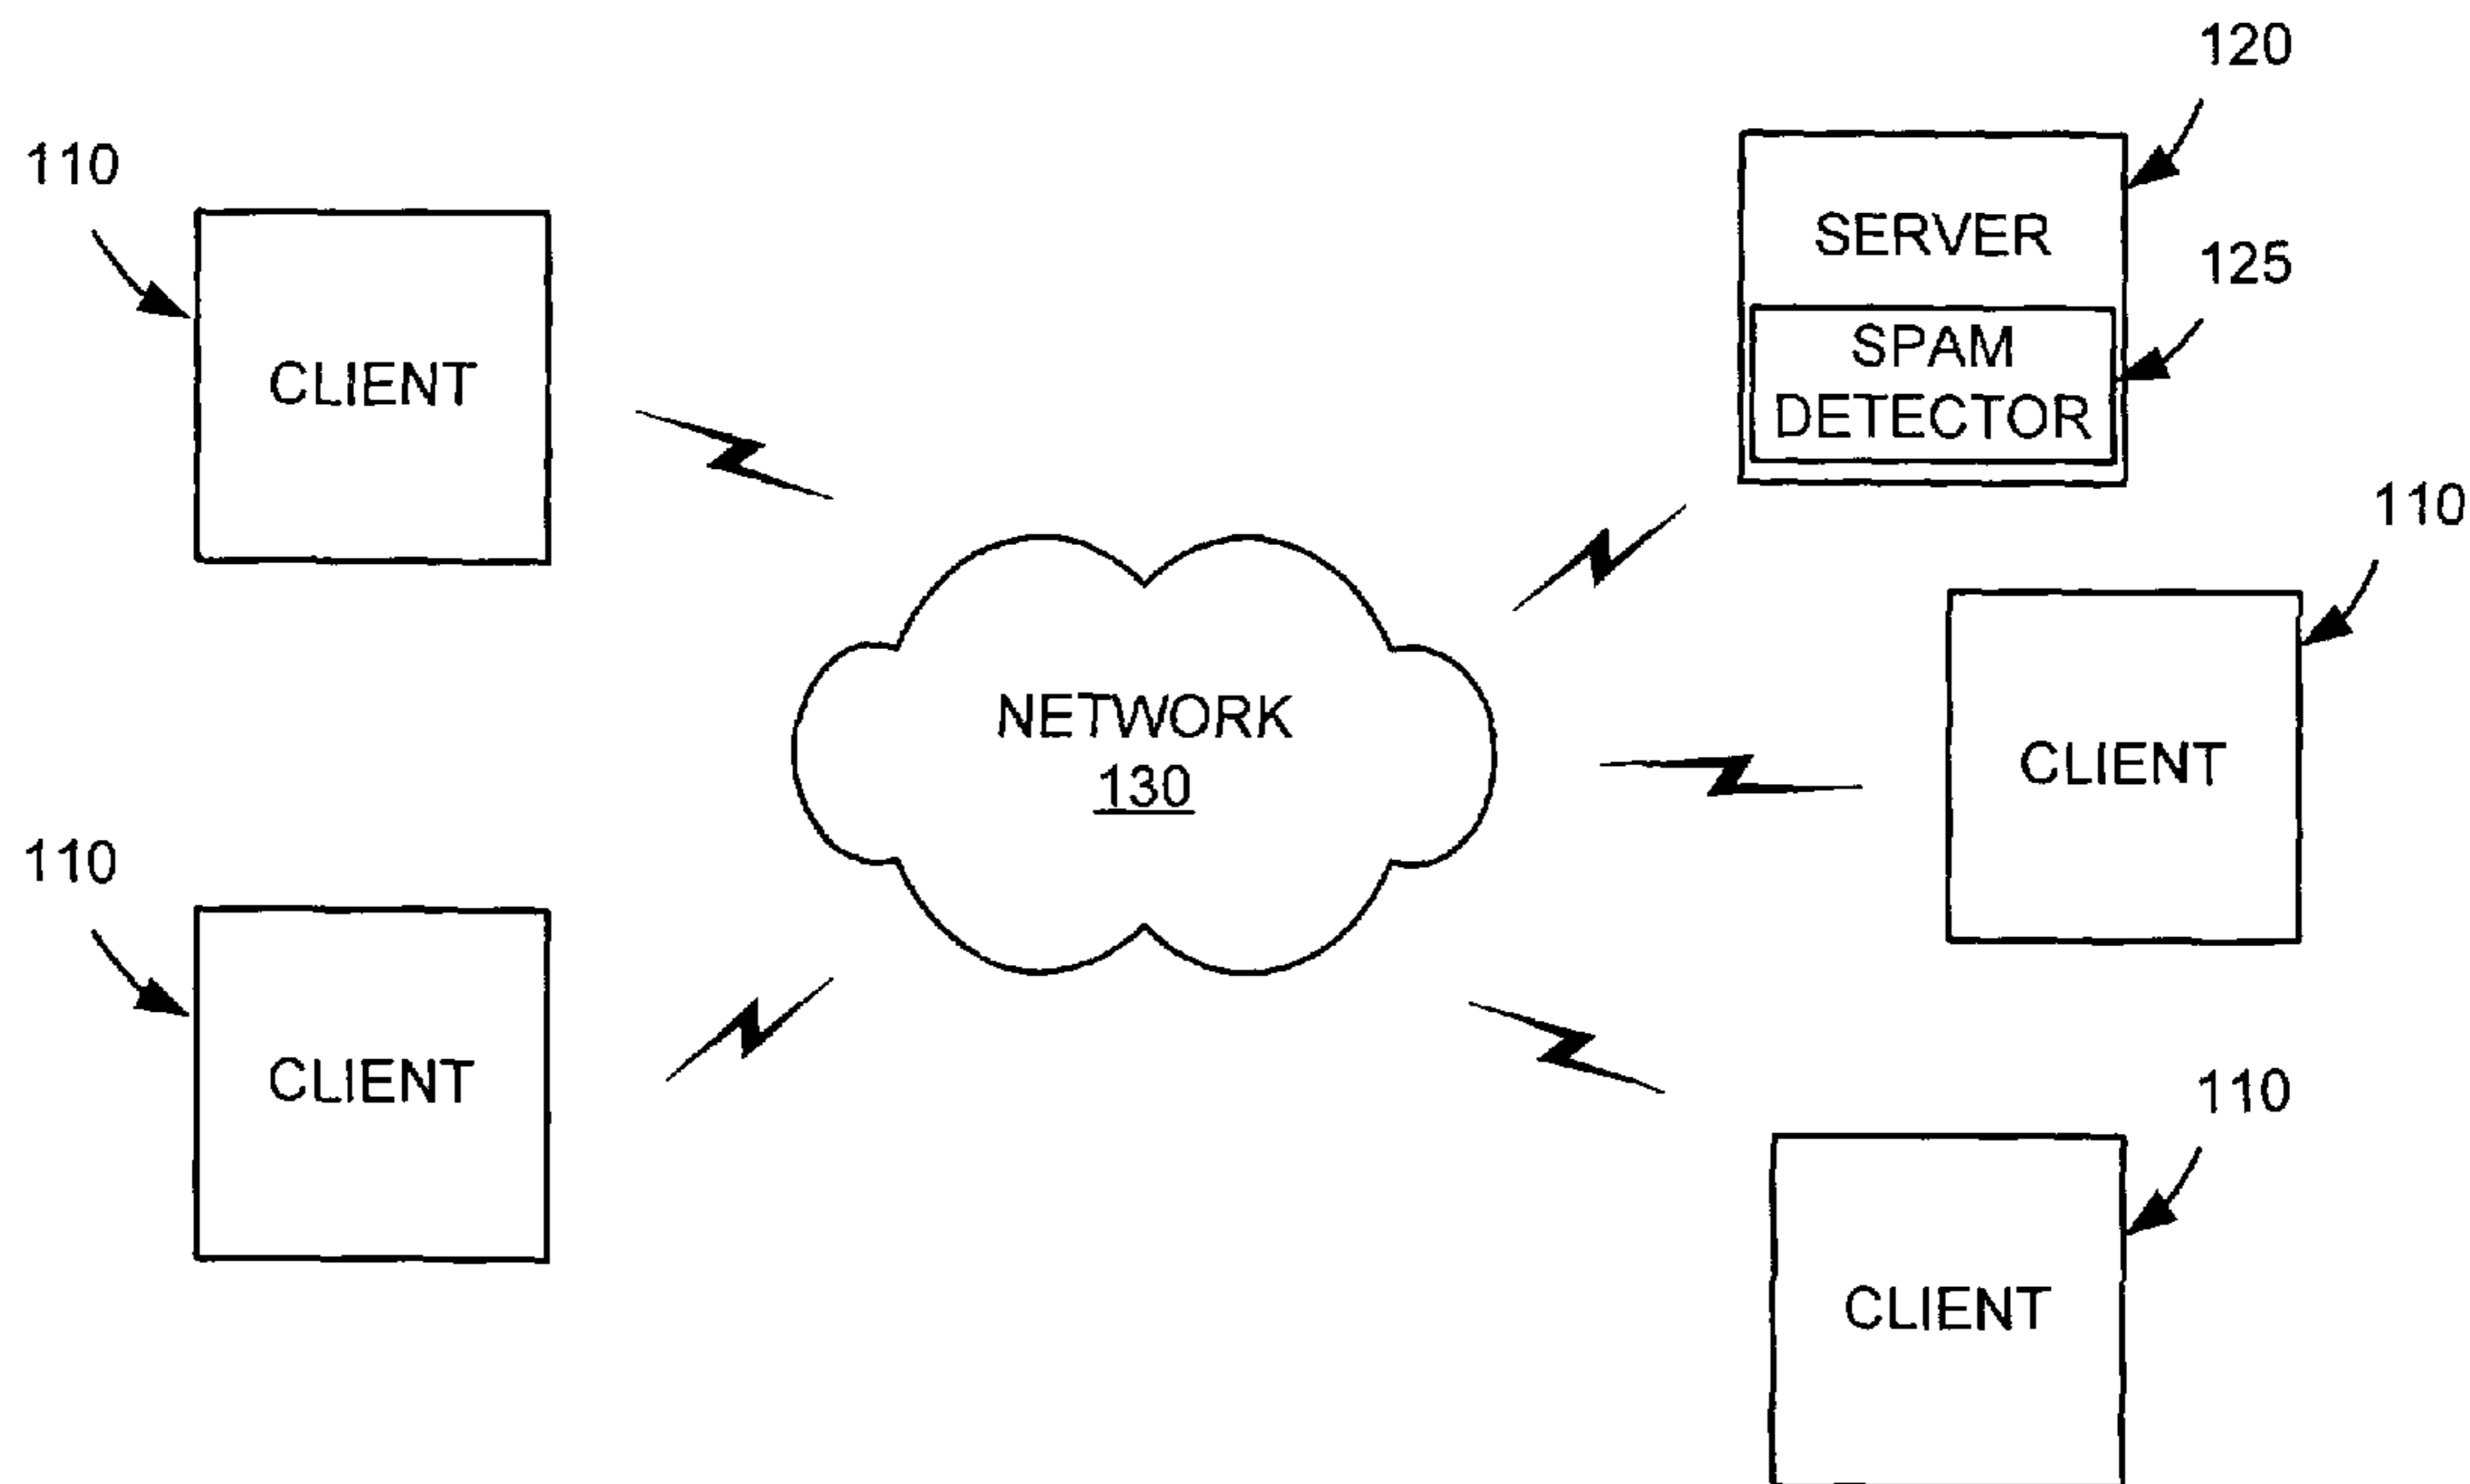 120
110
SERVER
125
SPAM
DETECTOR
CLIENT
110
NETWORK
130
CLIENT
110
CLIENT
110
CLIENT